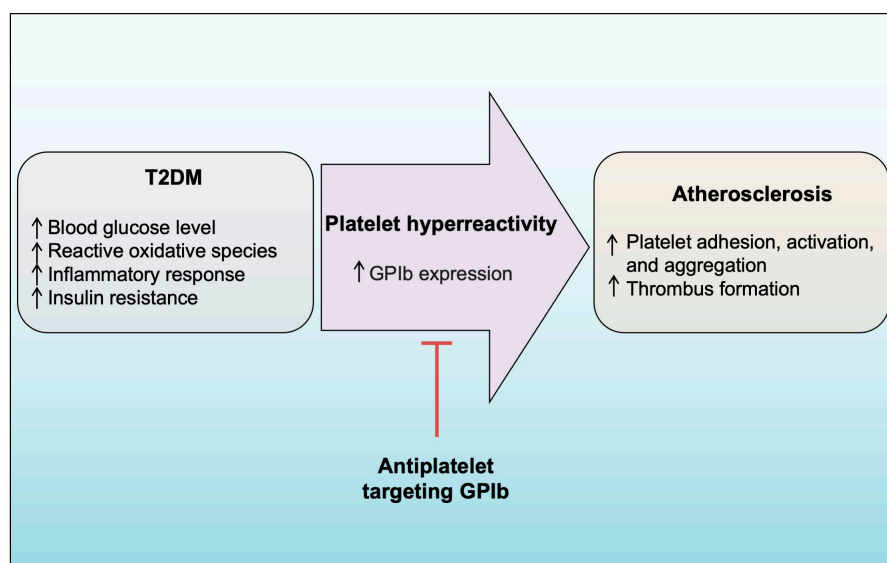 T2DM
↑ Blood glucose level
↑ Reactive oxidative species
↑ Inflammatory response
↑ Insulin resistance
Platelet hyperreactivity
↑ GPIb expression
Atherosclerosis
↑ Platelet adhesion, activation,
and aggregation
↑ Thrombus formation
Antiplatelet
targeting GPIb